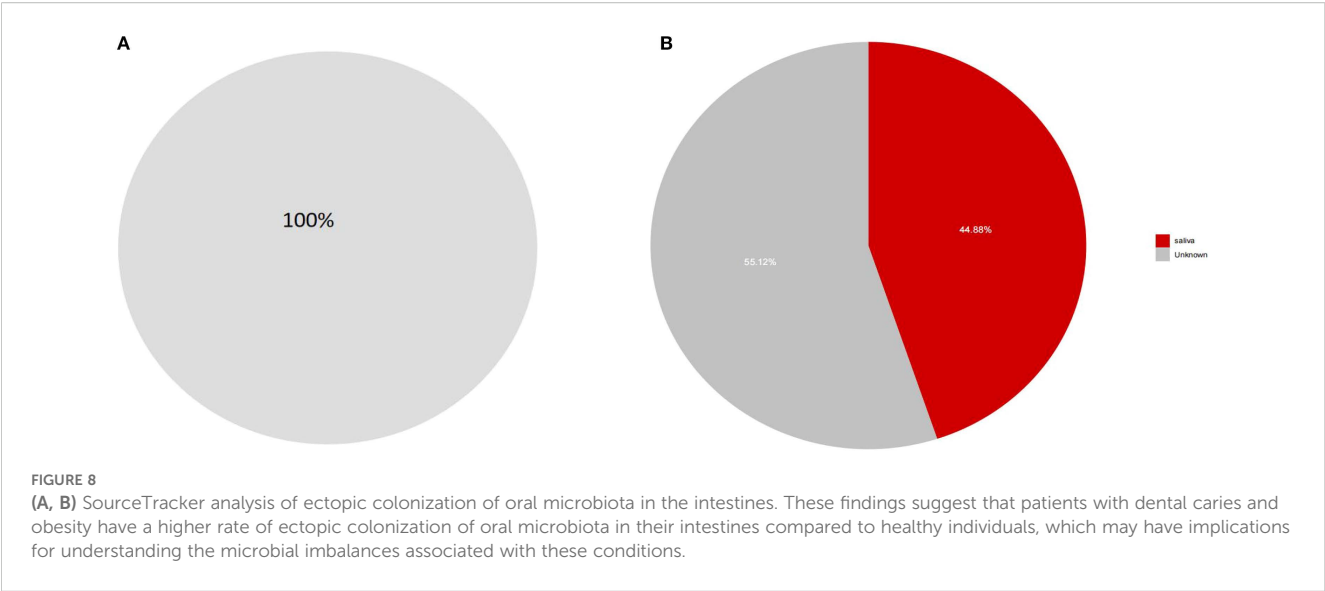 A
B
100%
44.88%
55.12%
saliva
Unknown
FIGURE 8
(A, B) SourceTracker analysis of ectopic colonization of oral microbiota in the intestines. These findings suggest that patients with dental caries and
obesity have a higher rate of ectopic colonization of oral microbiota in their intestines compared to healthy individuals, which may have implications
for understanding the microbial imbalances associated with these conditions.